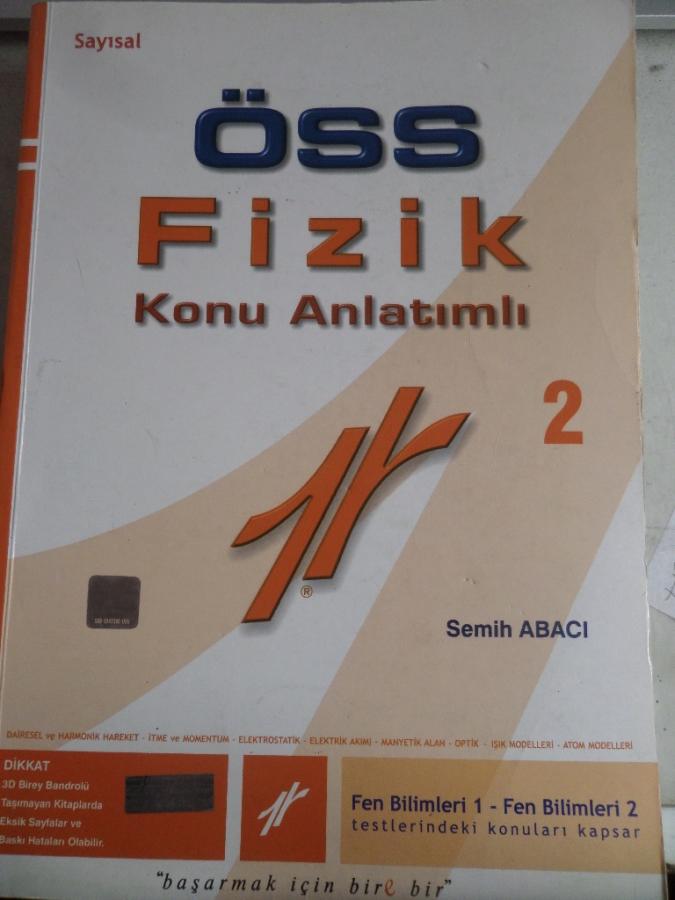 Sayısal
ÖSS
Fizik
Konu Anlatımlı
2
®
Semih ABACI
DAİRESEL ve HARMONİK HAREKET - İTME ve MOMENTUM - ELEKTROSTATİK - ELEKTRİK AKIMI - MANYETİK ALAN - OPTİK - IŞIK MODELLERİ - ATOM MODELLERİ
DİKKAT
3D Birey Bandrolü
Taşımayan Kitaplarda
Eksik Sayfalar ve
Baskı Hataları Olabilir.
Fen Bilimleri 1 - Fen Bilimleri 2
testlerindeki konuları kapsar
"başarmak için bire bir"